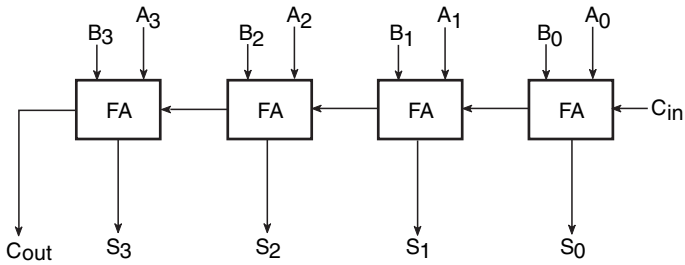 B3 A3 B2 A2 B1 A1 B0 A0
FA FA FA FA Cin
Cout S3 S2 S1 S0